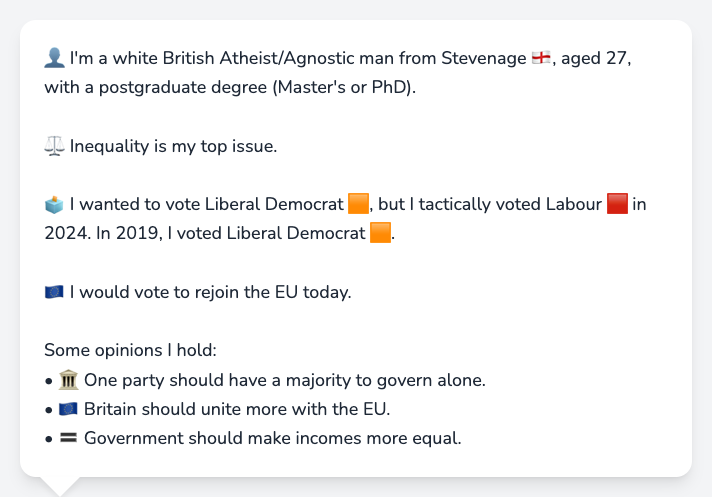 👤 I'm a white British Atheist/Agnostic man from Stevenage 🏴󠁧󠁢󠁥󠁮󠁧󠁿, aged 27,
with a postgraduate degree (Master's or PhD).
⚖️ Inequality is my top issue.
🗳️ I wanted to vote Liberal Democrat 🟧, but I tactically voted Labour 🟥 in
2024. In 2019, I voted Liberal Democrat 🟧.
🇪🇺 I would vote to rejoin the EU today.
Some opinions I hold:
• 🏛️ One party should have a majority to govern alone.
• 🇪🇺 Britain should unite more with the EU.
• 🟰 Government should make incomes more equal.